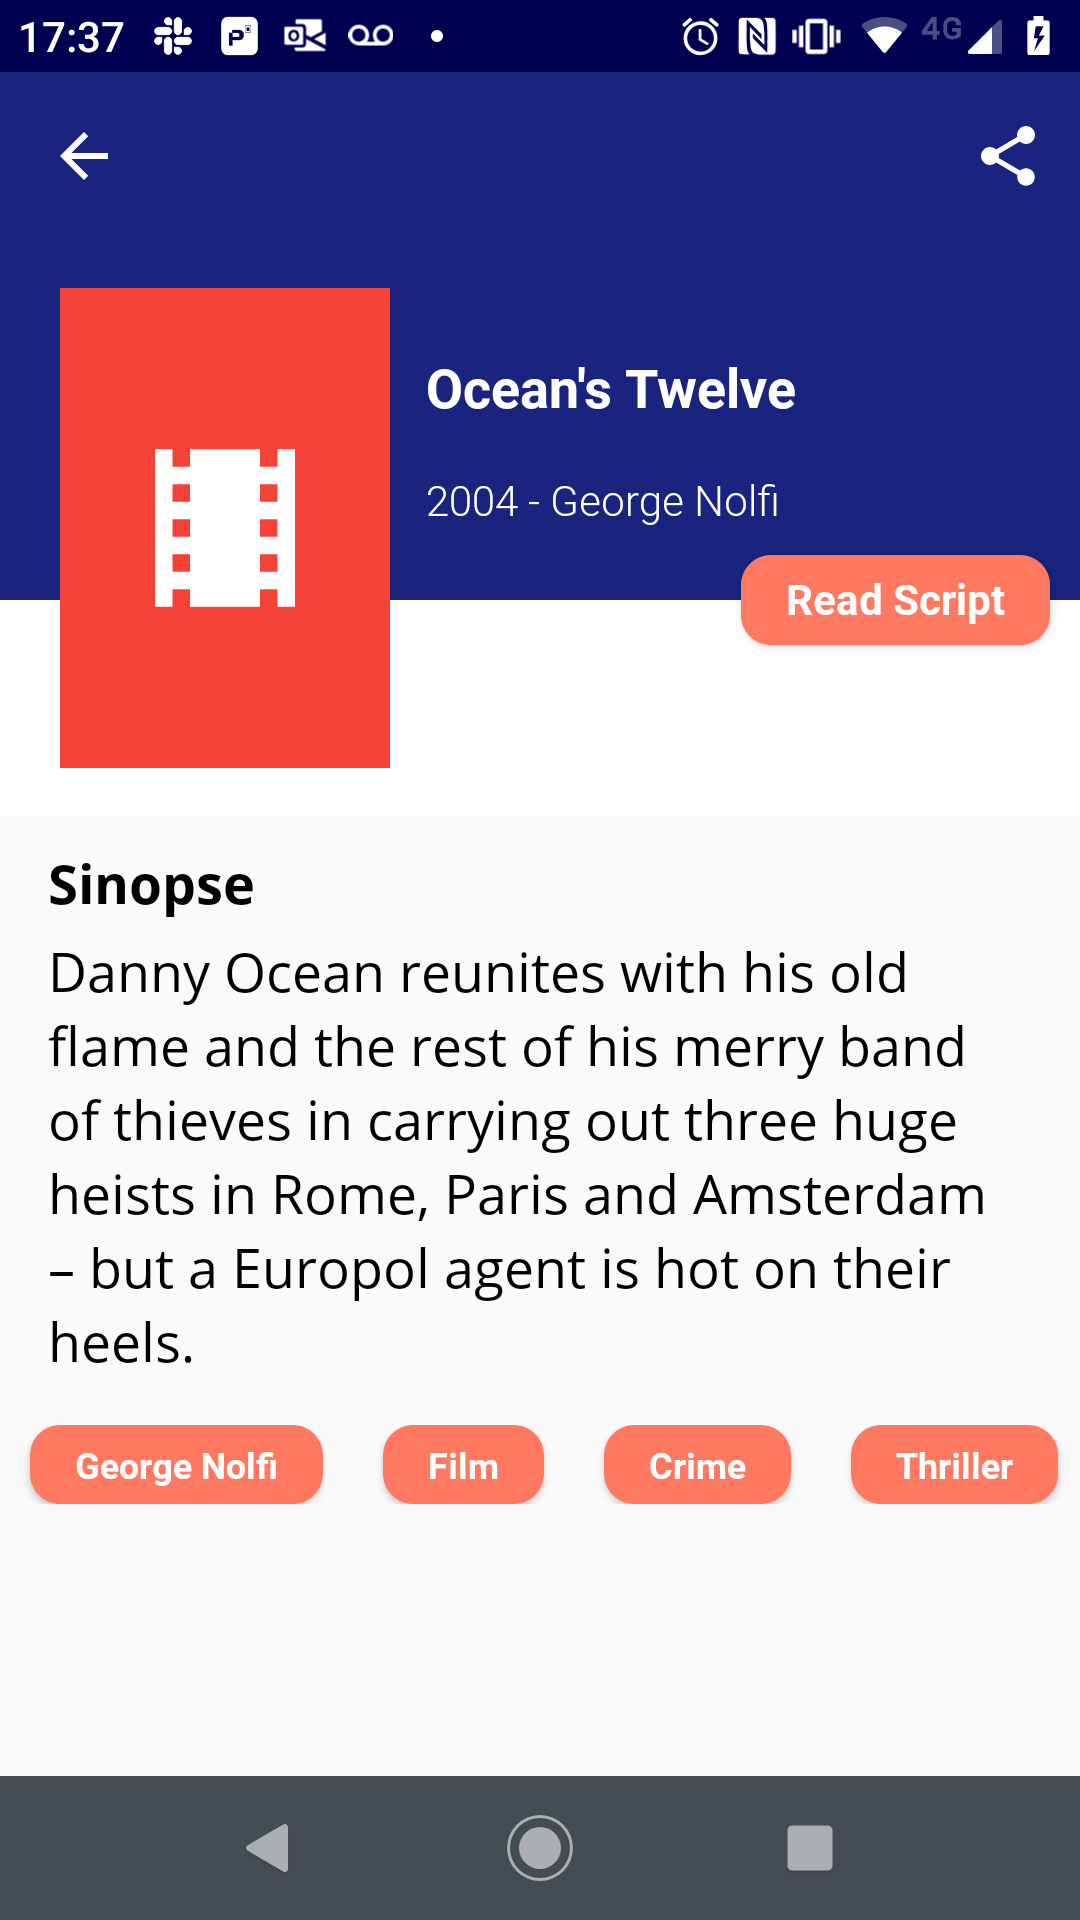 17:37
4G
Ocean's Twelve
2004 - George Nolfi
Read Script
Sinopse
Danny Ocean reunites with his old
flame and the rest of his merry band
of thieves in carrying out three huge
heists in Rome, Paris and Amsterdam
– but a Europol agent is hot on their
heels.
George Nolfi Film Crime Thriller